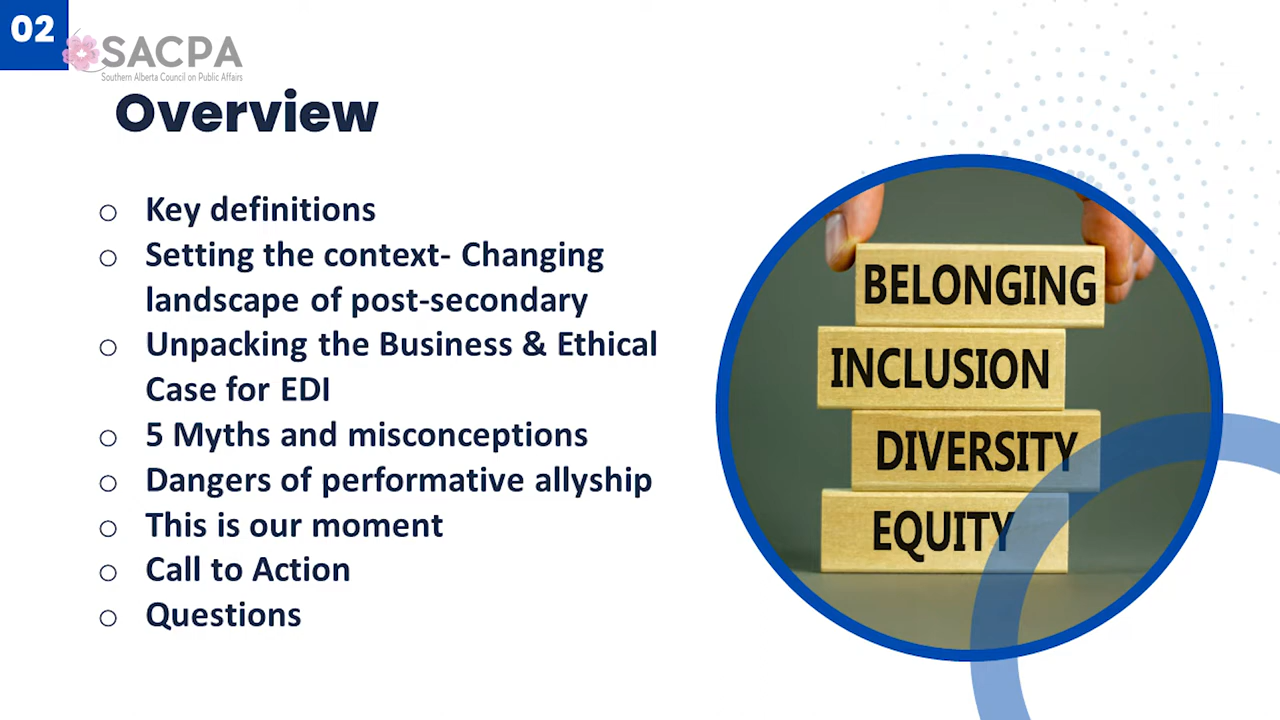 02
SACPA
Southern Alberta Council on Public Affairs
Overview
o Key definitions
o Setting the context- Changing
landscape of post-secondary
o Unpacking the Business & Ethical
Case for EDI
o 5 Myths and misconceptions
o Dangers of performative allyship
o This is our moment
o Call to Action
o Questions
BELONGING
INCLUSION
DIVERSITY
EQUITY